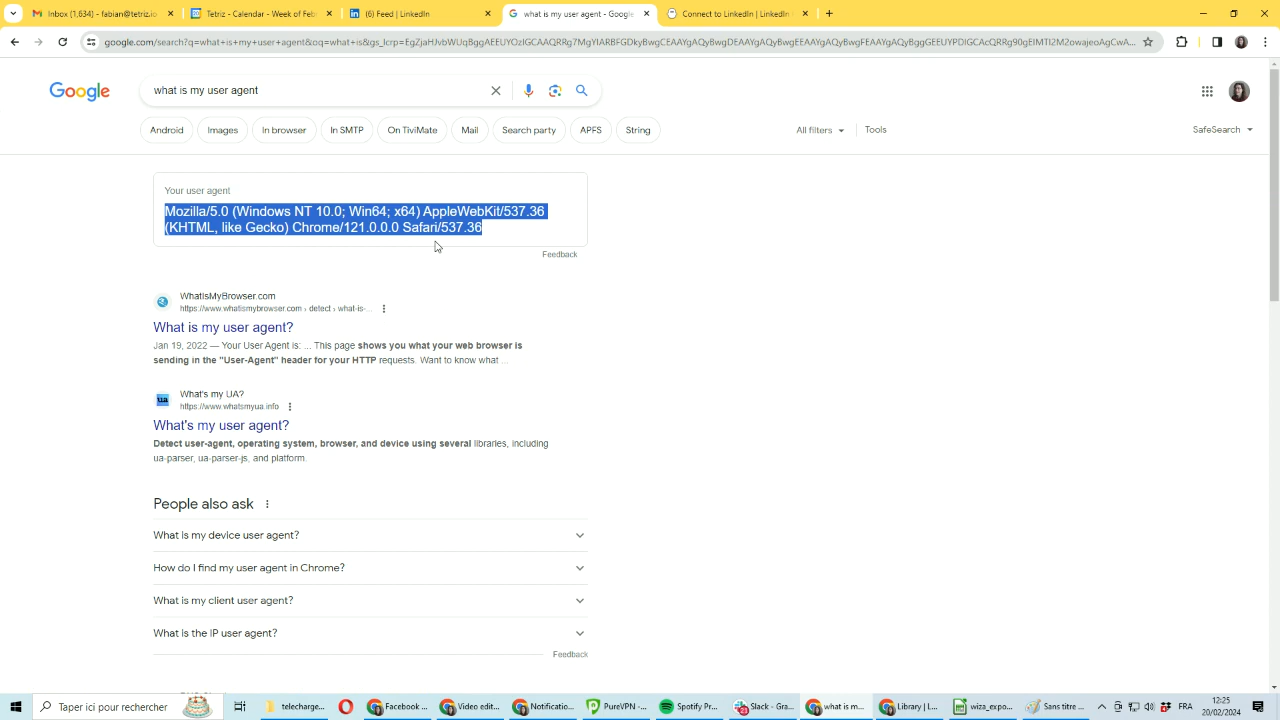 Inbox (1,634) - fabian@tetriz.io
Tetriz - Calendar - Week of Feb
(6) Feed | LinkedIn
what is my user agent - Google
Connect to LinkedIn | LinkedIn
google.com/search?q=what+is+my+user+agent&oq=what+is&gs_lcrp=
Google
what is my user agent
Android
Images
In browser
In SMTP
On TiviMate
Mail
Search party
APFS
String
All filters
Tools
SafeSearch
Your user agent
Mozilla/5.0 (Windows NT 10.0; Win64; x64) AppleWebKit/537.36
(KHTML, like Gecko) Chrome/121.0.0.0 Safari/537.36
Feedback
WhatIsMyBrowser.com
https://www.whatismybrowser.com › detect › what-is-...
What is my user agent?
Jan 19, 2022 — Your User Agent is: ... This page shows you what your web browser is
sending in the "User-Agent" header for your HTTP requests. Want to know what ...
ua
What's my UA?
https://www.whatsmyua.info
What's my user agent?
Detect user-agent, operating system, browser, and device using several libraries, including
ua-parser, ua-parser-js, and platform.
People also ask
What is my device user agent?
How do I find my user agent in Chrome?
What is my client user agent?
What is the IP user agent?
Feedback
Taper ici pour rechercher
telecharge...
Facebook ...
Video edit...
Notificatio...
PureVPN -...
Spotify Pr...
Slack - Gra...
what is m...
Library | L...
wiza_expo...
Sans titre ...
FRA
12:25
20/02/2024